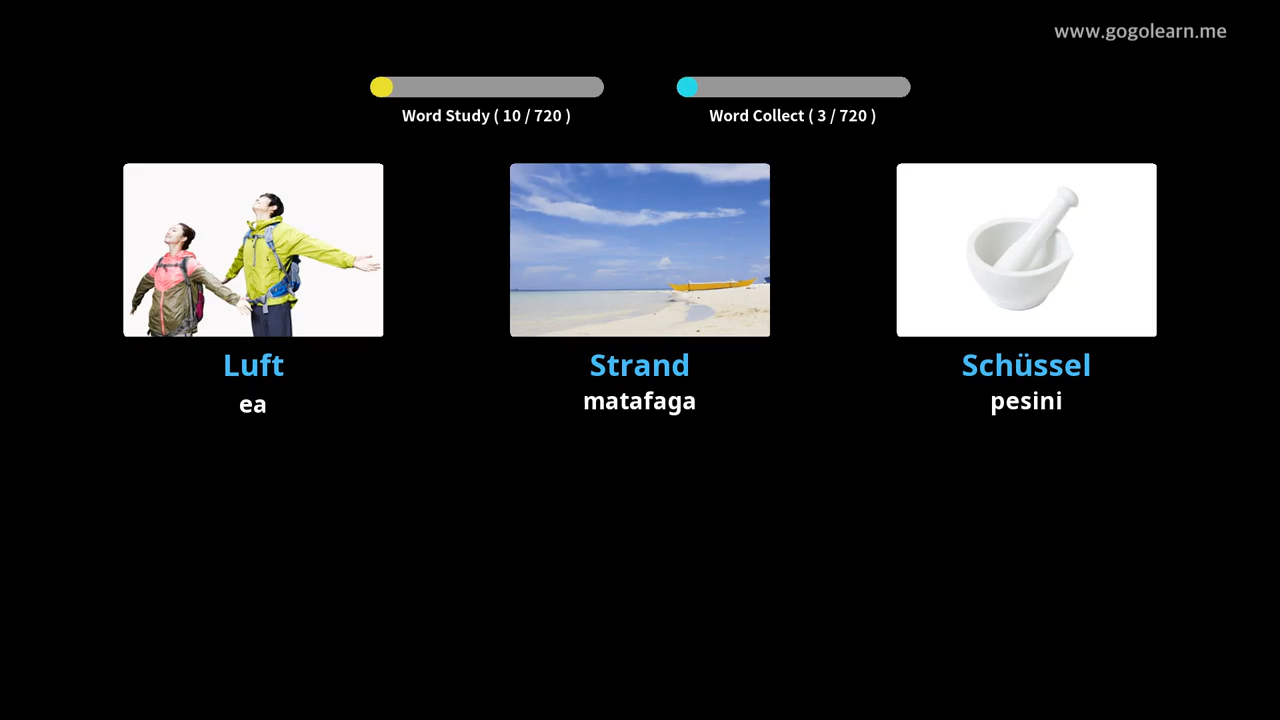 www.gogolearn.me
Word Study ( 10 / 720 )
Word Collect ( 3 / 720 )
Luft
Strand
Schüssel
ea
matafaga
pesini